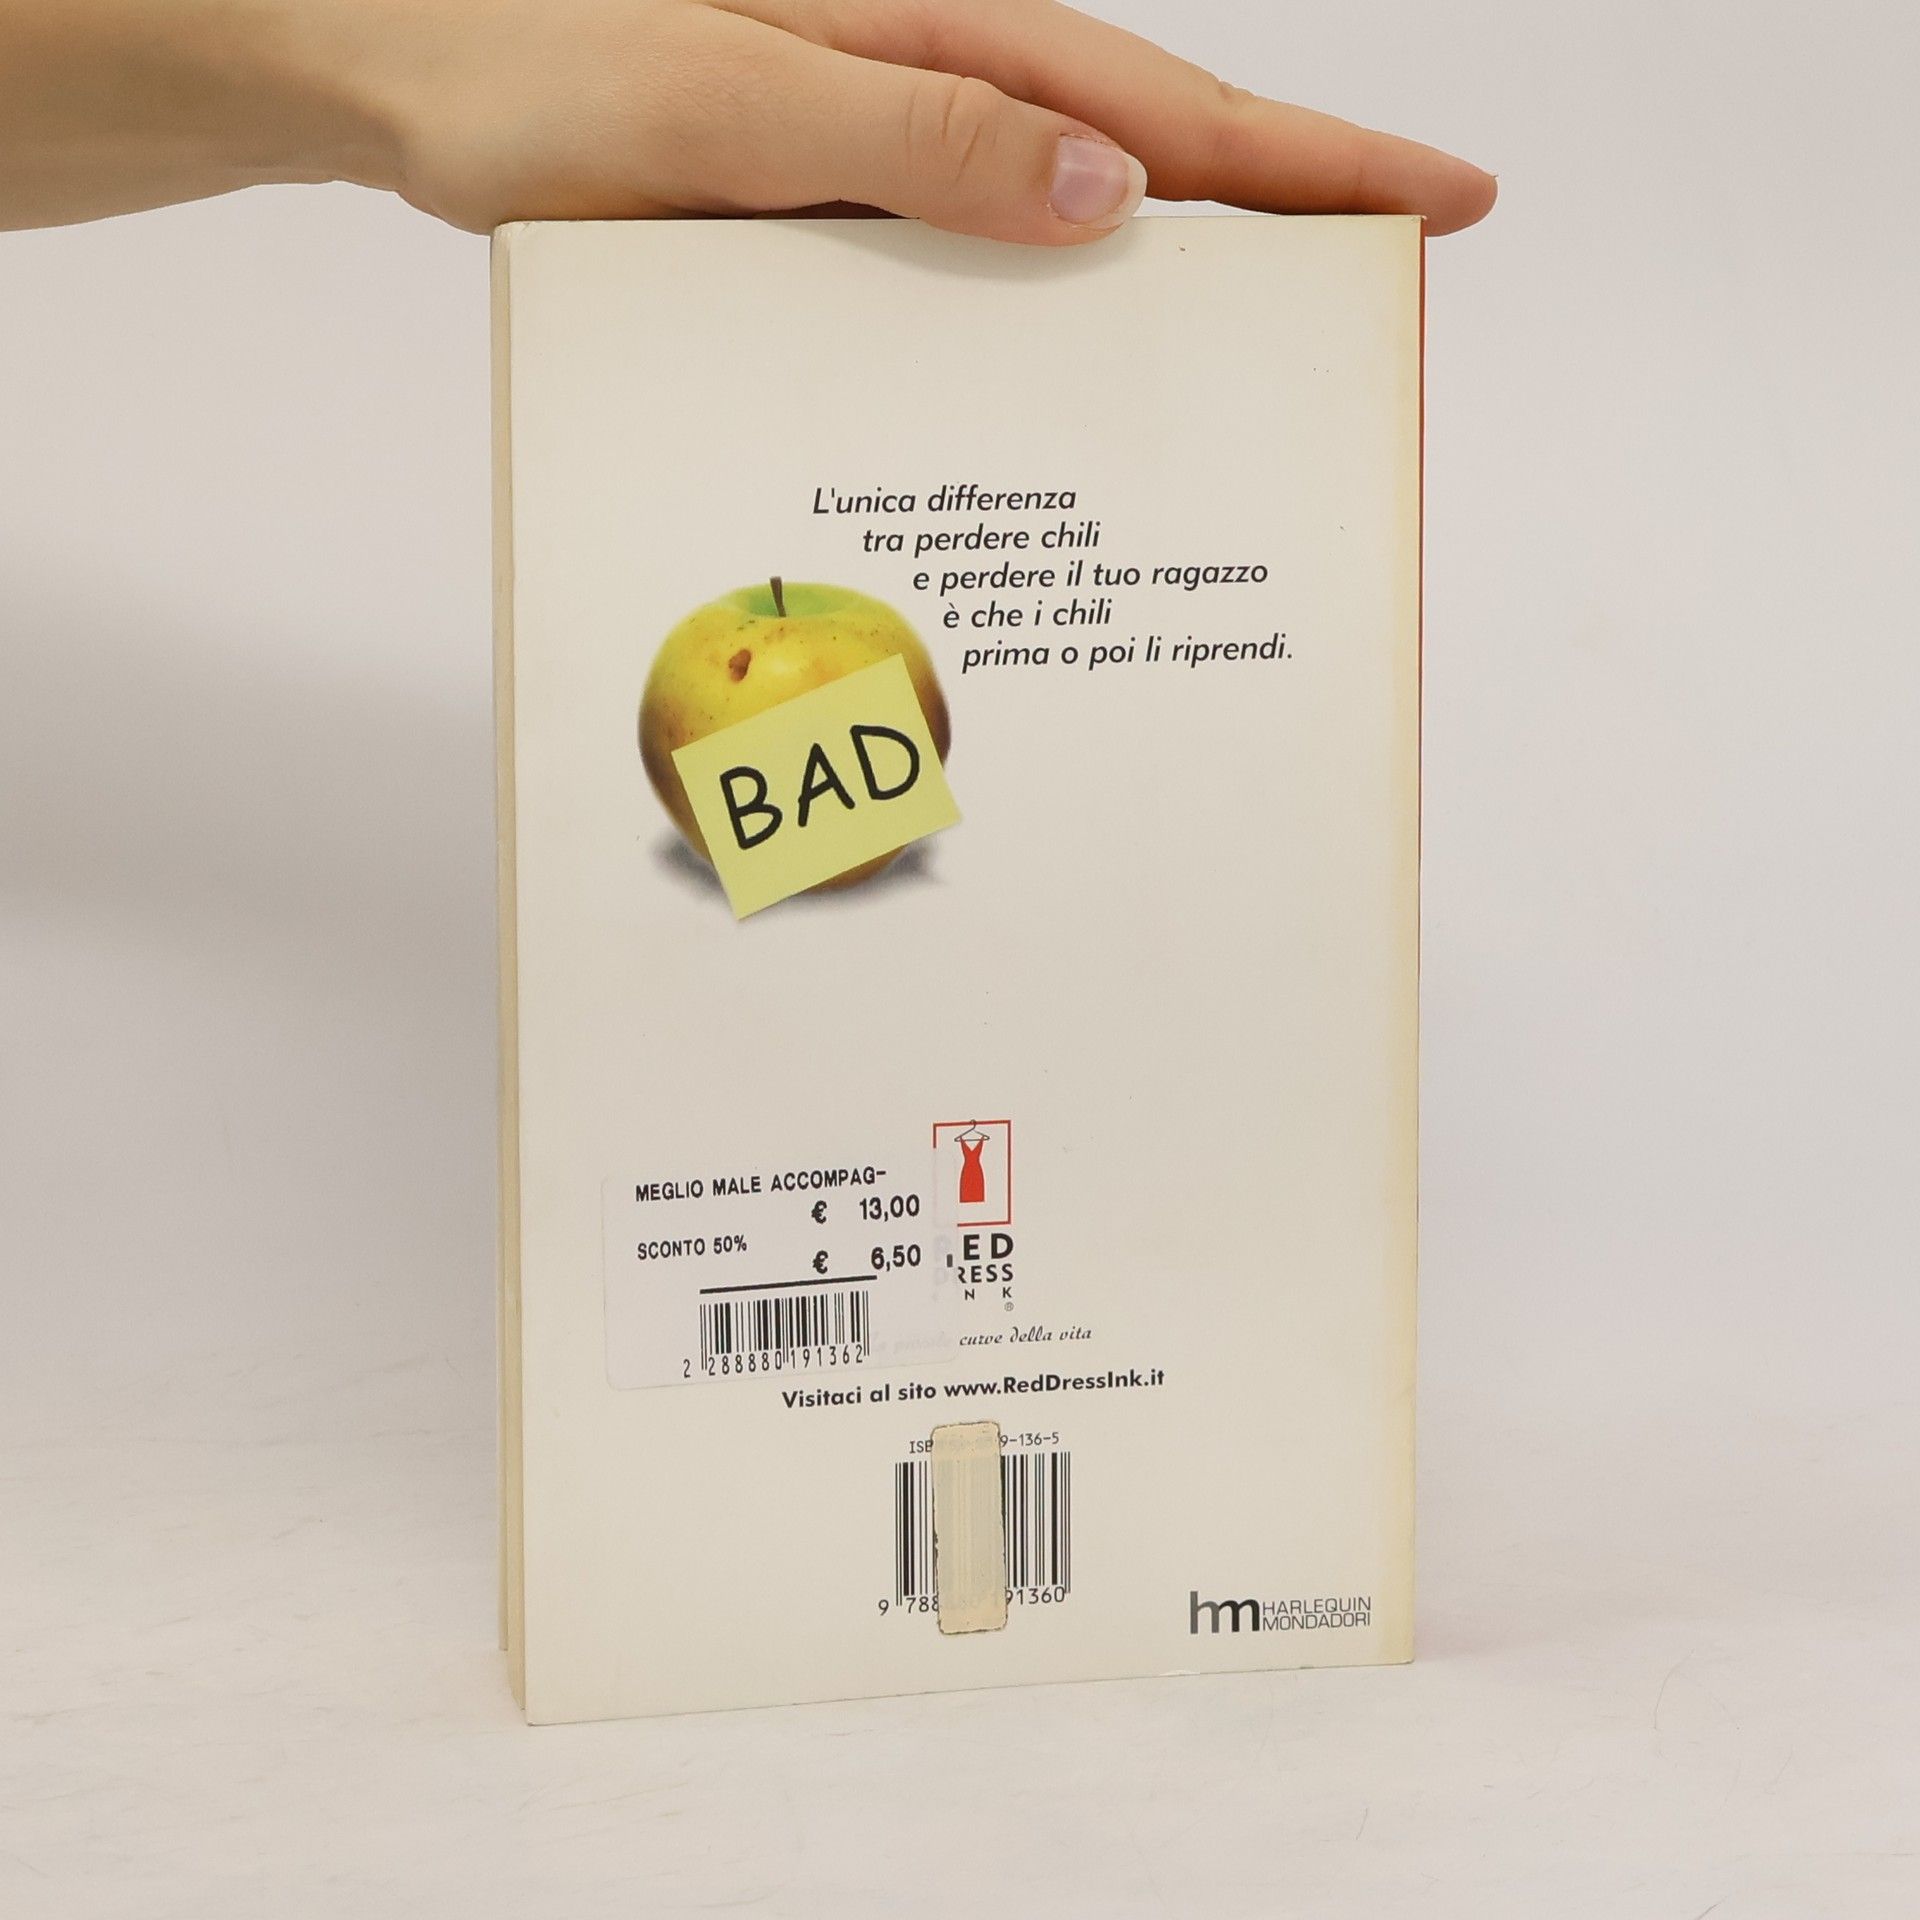 L'unica differenza
tra perdere chili
e perdere il tuo ragazzo
è che i chili
prima o poi li riprendi.
BAD
MEGLIO MALE ACCOMPAG-
€ 13,00
SCONTO 50%
€ 6,50
2 288880 191362
curve della vita
Visitaci al sito www.RedDressInk.it
9-136-5
91360
hm HARLEQUIN
MONDADORI